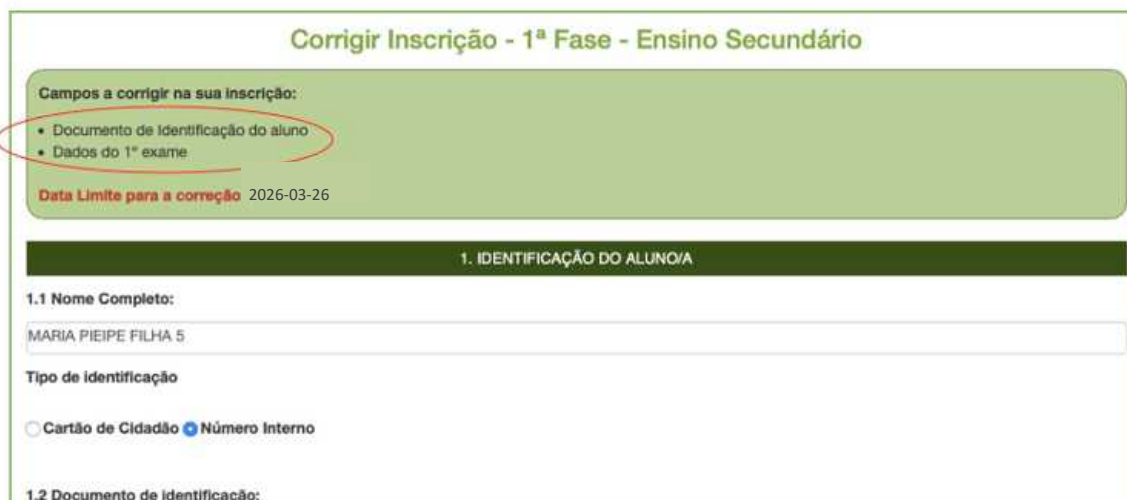 Corrigir Inscrição - 1ª Fase - Ensino Secundário
Campos a corrigir na sua inscrição:
• Documento de Identificação do aluno
• Dados do 1º exame
Data Limite para a correção 2026-03-26
1. IDENTIFICAÇÃO DO ALUNO/A
1.1 Nome Completo:
MARIA PIEIPE FILHA 5
Tipo de identificação
Cartão de Cidadão Número Interno
1.2 Documento de identificação: